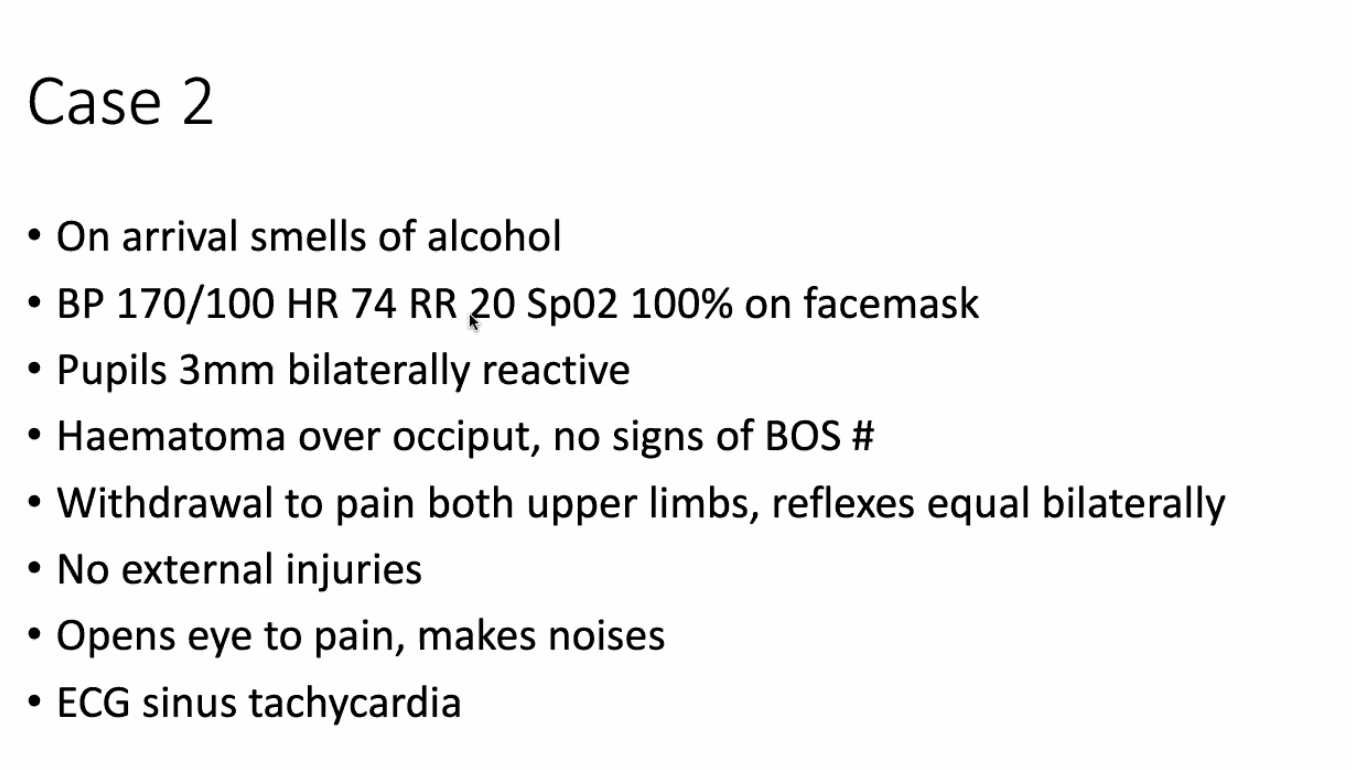 Case 2
• On arrival smells of alcohol
• BP 170/100 HR 74 RR 20 Sp02 100% on facemask
• Pupils 3mm bilaterally reactive
• Haematoma over occiput, no signs of BOS #
• Withdrawal to pain both upper limbs, reflexes equal bilaterally
• No external injuries
• Opens eye to pain, makes noises
• ECG sinus tachycardia